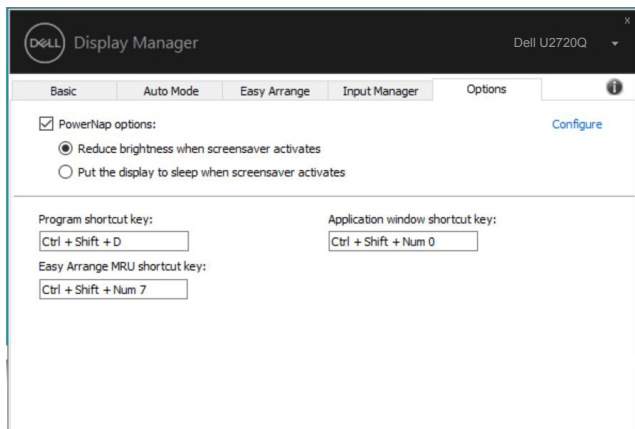 x
DELL Display Manager
Dell U2720Q
Basic Auto Mode Easy Arrange Input Manager Options
PowerNap options:
Configure
Reduce brightness when screensaver activates
Put the display to sleep when screensaver activates
Program shortcut key:
Application window shortcut key:
Ctrl + Shift + D
Ctrl + Shift + Num 0
Easy Arrange MRU shortcut key:
Ctrl + Shift + Num 7